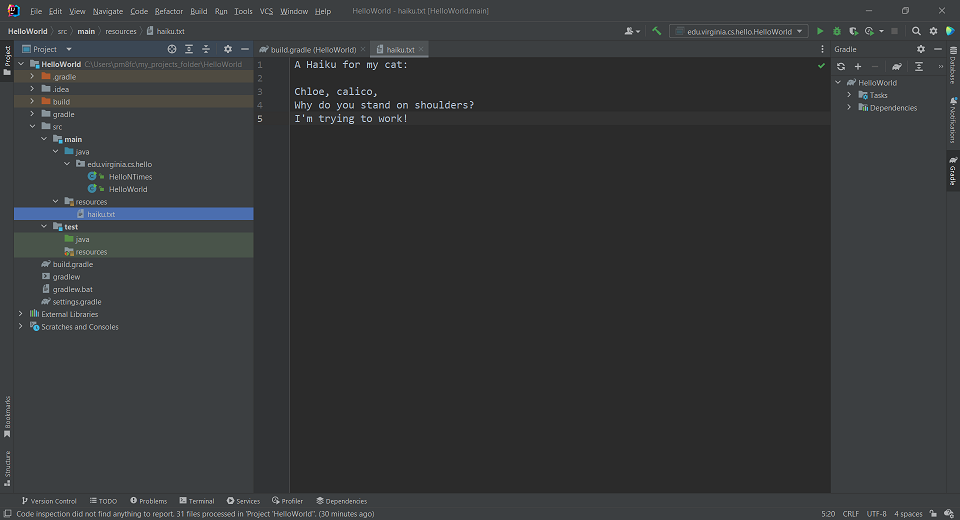 File Edit View Navigate Code Refactor Build Run Tools VCS Window Help HelloWorld - haiku.txt [HelloWorld.main]
HelloWorld src main resources haiku.txt edu.virginia.cs.hello.HelloWorld
Project
Project
build.gradle (HelloWorld) haiku.txt
Gradle
HelloWorld C:\Users\pm8fc\my_projects_folder\HelloWorld
.gradle
.idea
build
gradle
src
main
java
edu.virginia.cs.hello
HelloNTimes
HelloWorld
resources
haiku.txt
test
java
resources
build.gradle
gradlew
gradlew.bat
settings.gradle
External Libraries
Scratches and Consoles
1 A Haiku for my cat:
2
3 Chloe, calico,
4 Why do you stand on shoulders?
5 I'm trying to work!
HelloWorld
Tasks
Dependencies
Database
Notifications
Gradle
Bookmarks
Structure
Version Control TODO Problems Terminal Services Profiler Dependencies
Code inspection did not find anything to report. 31 files processed in 'Project 'HelloWorld''. (30 minutes ago) 5:20 CRLF UTF-8 4 spaces